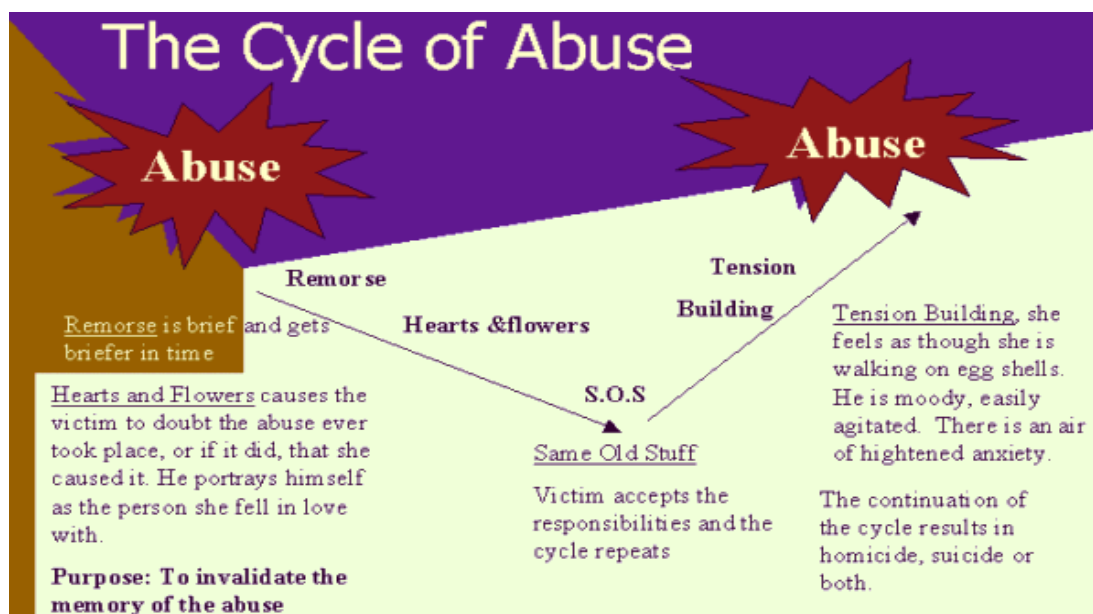 The Cycle of Abuse
Abuse
Abuse
Remorse
Hearts &flowers
S.O.S
Tension
Building
Remorse is brief and gets
briefer in time
Hearts and Flowers causes the
victim to doubt the abuse ever
took place, or if it did, that she
caused it. He portrays himself
as the person she fell in love
with.
Purpose: To invalidate the
memory of the abuse
Same Old Stuff
Victim accepts the
responsibilities and the
cycle repeats
Tension Building, she
feels as though she is
walking on egg shells.
He is moody, easily
agitated. There is an air
of hightened anxiety.
The continuation of
the cycle results in
homicide, suicide or
both.